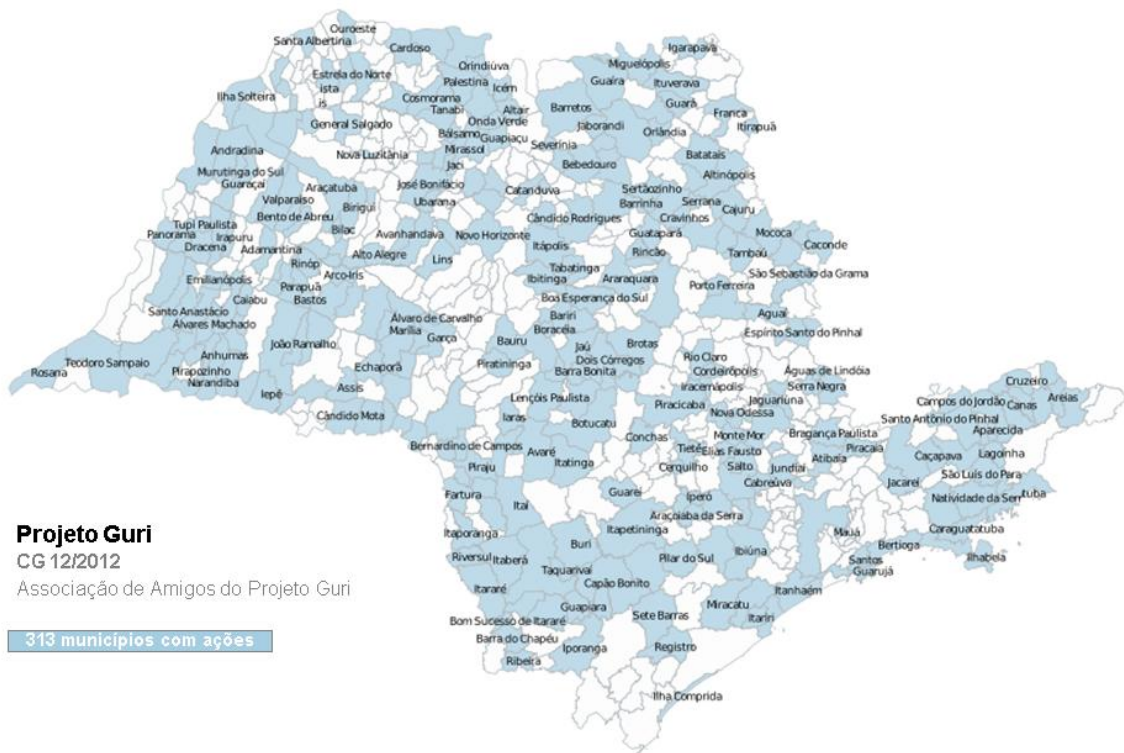 Ouroeste
Santa Albertina
Cardoso
Igarapava
Orindiúva
Miguelópolis
Estrela do Norte
Palestina
Icém
Guaíra
Ituverava
ista
is
Ilha Solteira
Cosmorama
Altair
Barretos
Guará
Tanabi
Onda Verde
Franca
General Salgado
Bálsamo
Guapiaçu
Jaborandi
Orlândia
Itirapuã
Mirassol
Severínia
Andradina
Nova Luzitânia
Jaci
Bebedouro
Batatais
Murutinga do Sul
Altinópolis
Guaraçaí
Araçatuba
José Bonifácio
Catanduva
Sertãozinho
Valparaíso
Birigui
Ubarana
Barrinha
Serrana
Cajuru
Bento de Abreu
Cândido Rodrigues
Cravinhos
Tupi Paulista
Bilac
Avanhandava
Novo Horizonte
Guatapará
Mococa
Panorama
Irapuru
Dracena
Adamantina
Alto Alegre
Lins
Itápolis
Rincão
Tambaú
Caconde
Rinóp
Tabatinga
São Sebastião da Grama
Emilianópolis
Arco-Íris
Ibitinga
Araraquara
Parapuã
Porto Ferreira
Caiabu
Bastos
Boa Esperança do Sul
Santo Anastácio
Álvaro de Carvalho
Bariri
Aguaí
Álvares Machado
Marília
Boracéia
Espírito Santo do Pinhal
João Ramalho
Garça
Bauru
Jaú
Brotas
Teodoro Sampaio
Anhumas
Echaporã
Piratininga
Dois Córregos
Rio Claro
Rosana
Pirapozinho
Barra Bonita
Cordeirópolis
Águas de Lindóia
Narandiba
Assis
Iracemápolis
Serra Negra
Cruzeiro
Iepê
Lençóis Paulista
Jaguariúna
Campos do Jordão
Canas
Areias
Piracicaba
Cândido Mota
Iaras
Botucatu
Nova Odessa
Santo Antônio do Pinhal
Aparecida
Conchas
Monte Mor
Bragança Paulista
Bernardino de Campos
Avaré
Tietê
Elias Fausto
Piracaia
Caçapava
Lagoinha
Piraju
Itatinga
Cerquilho
Salto
Jundiaí
Atibaia
São Luís do Para
Cabreúva
Jacareí
Fartura
Itaí
Guareí
Iperó
Natividade da Serr
tuba
Araçoiaba da Serra
Itaporanga
Itapetininga
Mauá
Caraguatatuba
Buri
Bertioga
Riversul
Itaberá
Pilar do Sul
Ibiúna
Santos
Ilhabela
Taquarivaí
Guarujá
Itararé
Capão Bonito
Itanhaém
Guapiara
Miracatu
Bom Sucesso de Itararé
Sete Barras
Itariri
Barra do Chapéu
Iporanga
Registro
Ribeira
Ilha Comprida
Projeto Guri
CG 12/2012
Associação de Amigos do Projeto Guri
313 municípios com ações